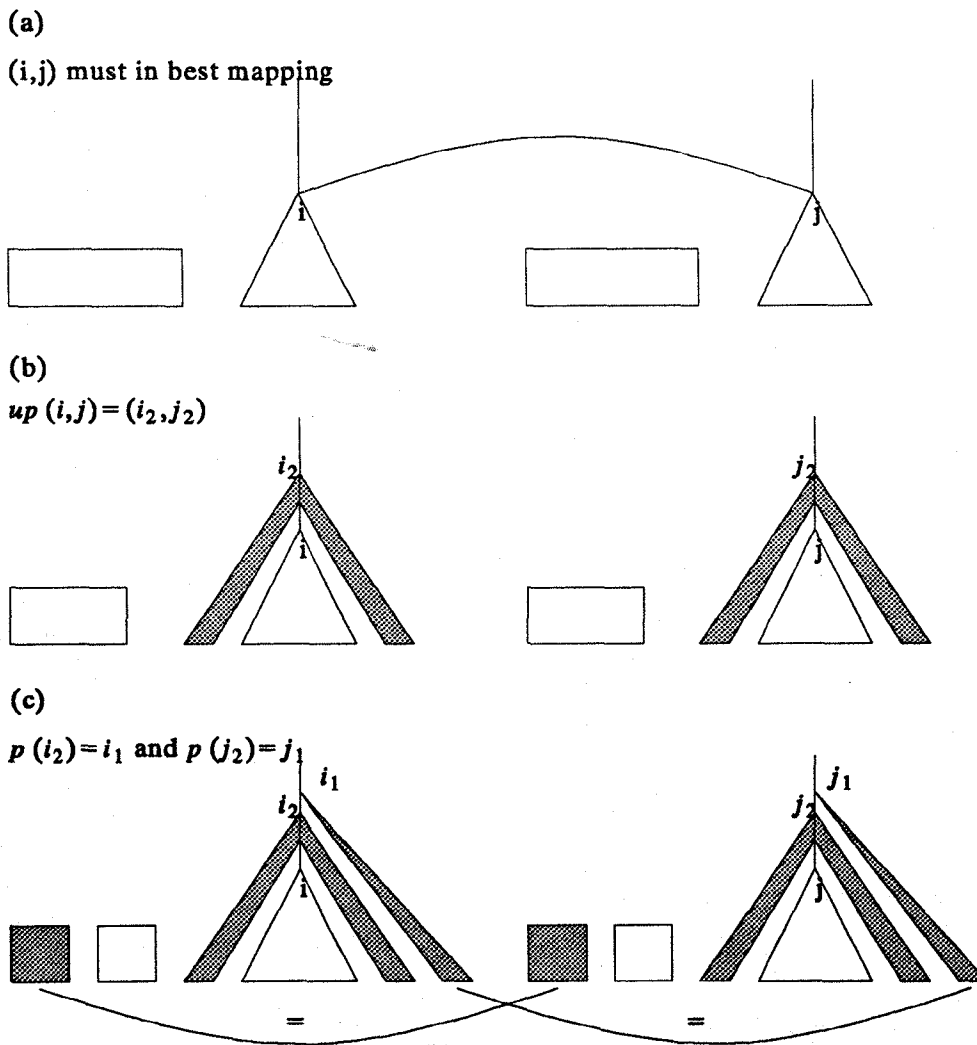 (a)
(i,j) must in best mapping
i j
(b)
up (i,j)=(i₂,j₂)
i₂ j₂
i j
(c)
p (i₂)=i₁ and p (j₂)=j₁
i₁ j₁
i₂ j₂
i j
= =